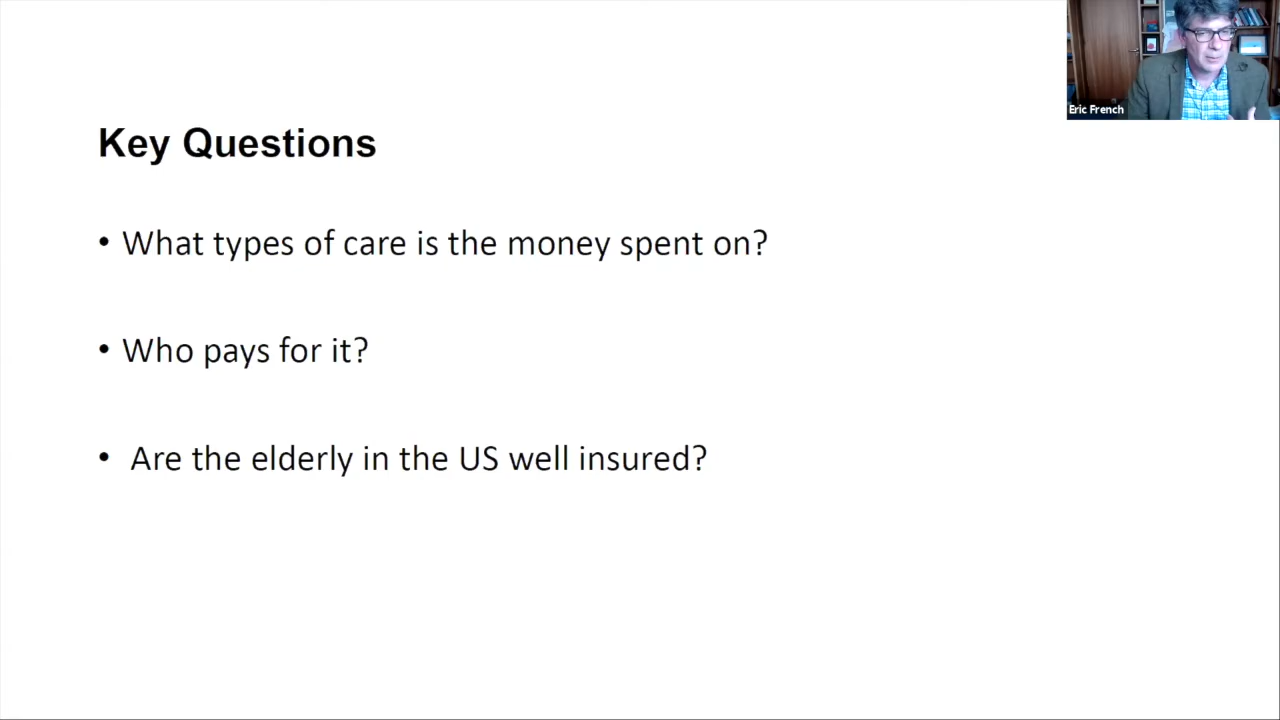 Eric French
Key Questions
• What types of care is the money spent on?
• Who pays for it?
• Are the elderly in the US well insured?